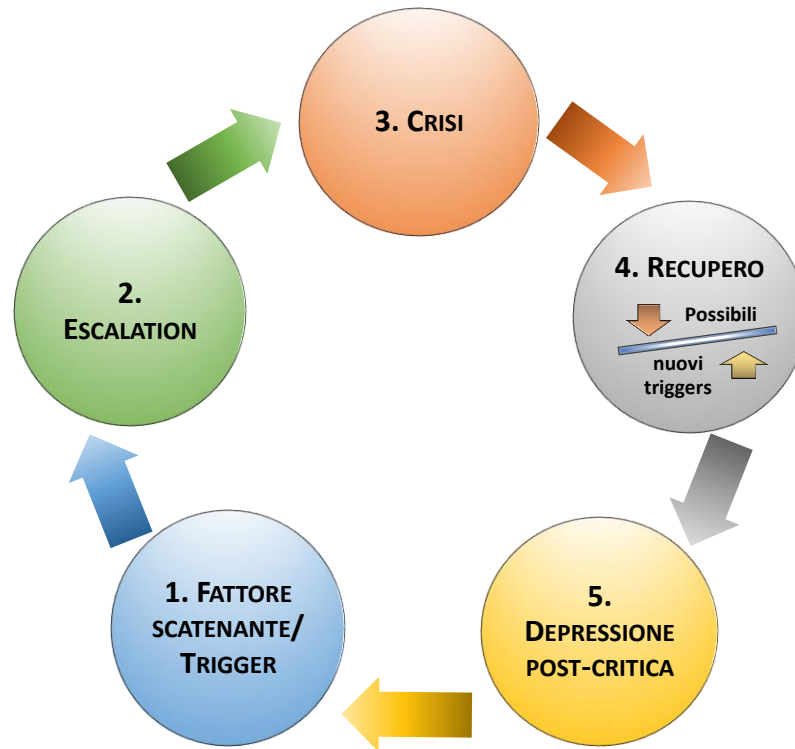 1. FATTORE
SCATENANTE/
TRIGGER
2.
ESCALATION
3. CRISI
4. RECUPERO
Possibili
nuovi
triggers
5.
DEPRESSIONE
POST-CRITICA